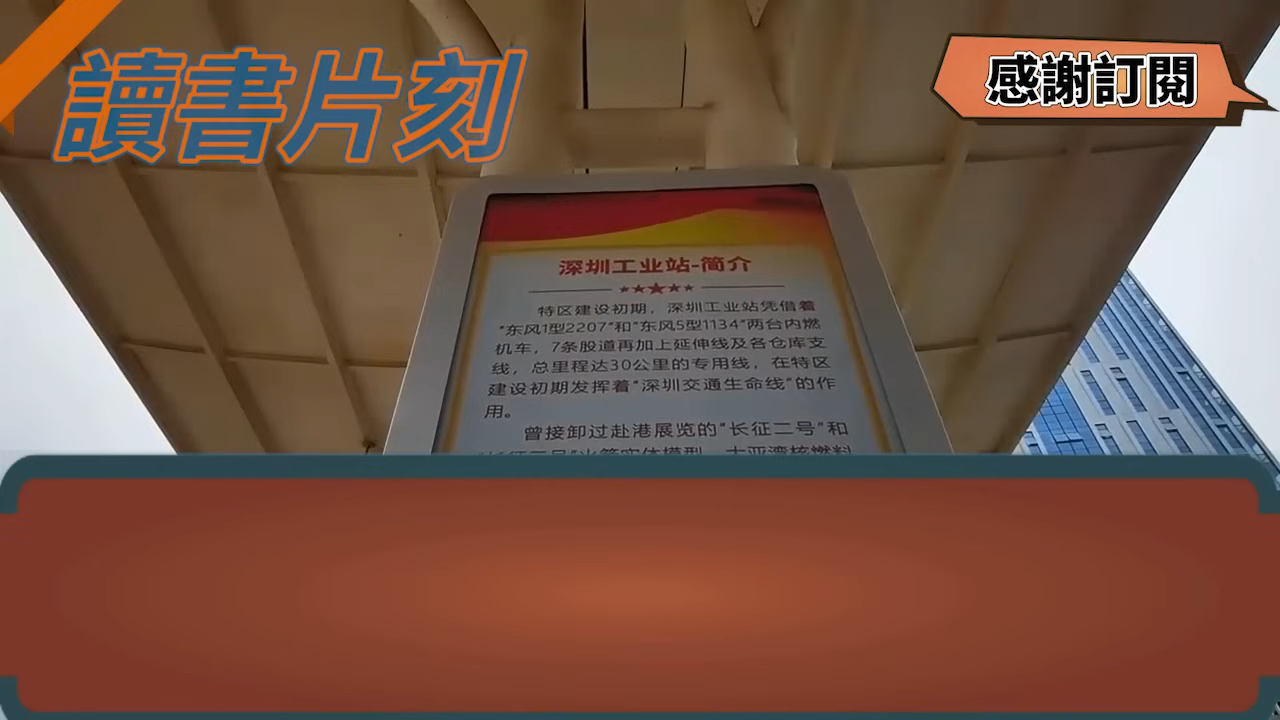 讀書片刻
感謝訂閱
深圳工业站-简介
特区建设初期，深圳工业站凭借着
“东风1型2207”和“东风5型1134”两台内燃
机车，7条股道再加上延伸线及各仓库支
线，总里程达30公里的专用线，在特区
建设初期发挥着“深圳交通生命线”的作
用。
曾接卸过赴港展览的“长征二号”和